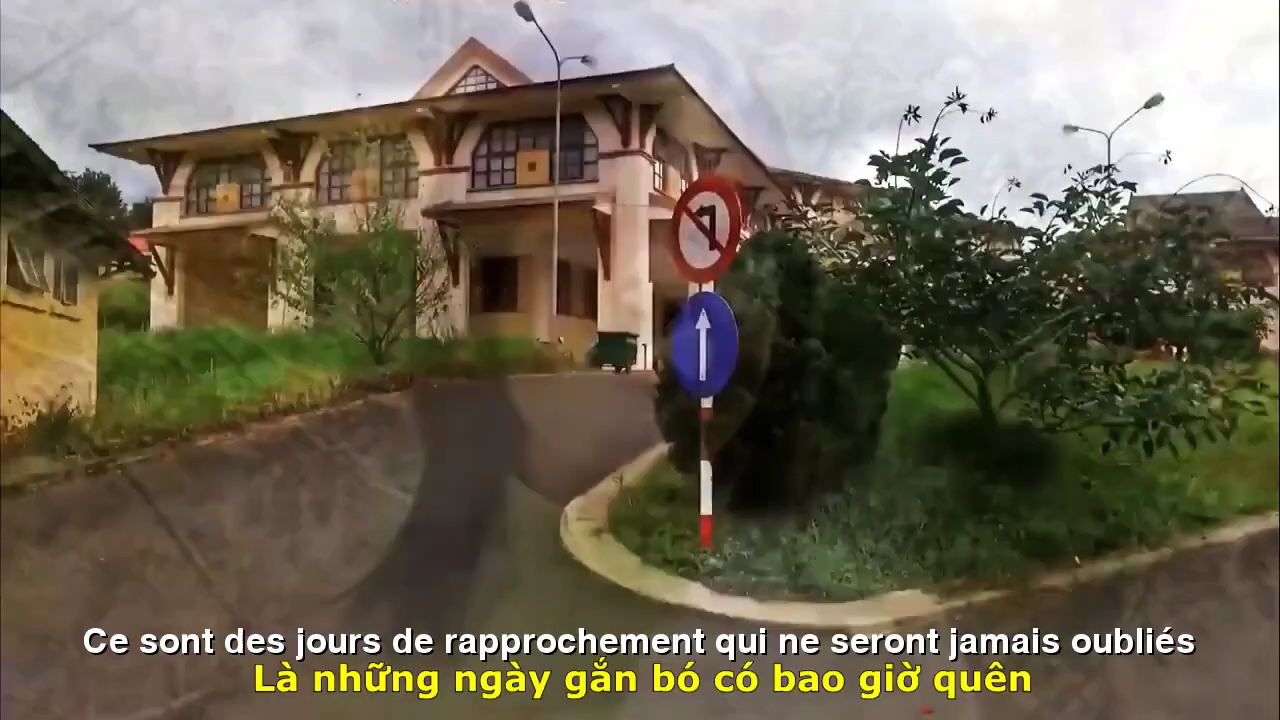 Ce sont des jours de rapprochement qui ne seront jamais oubliés
Là những ngày gắn bó có bao giờ quên